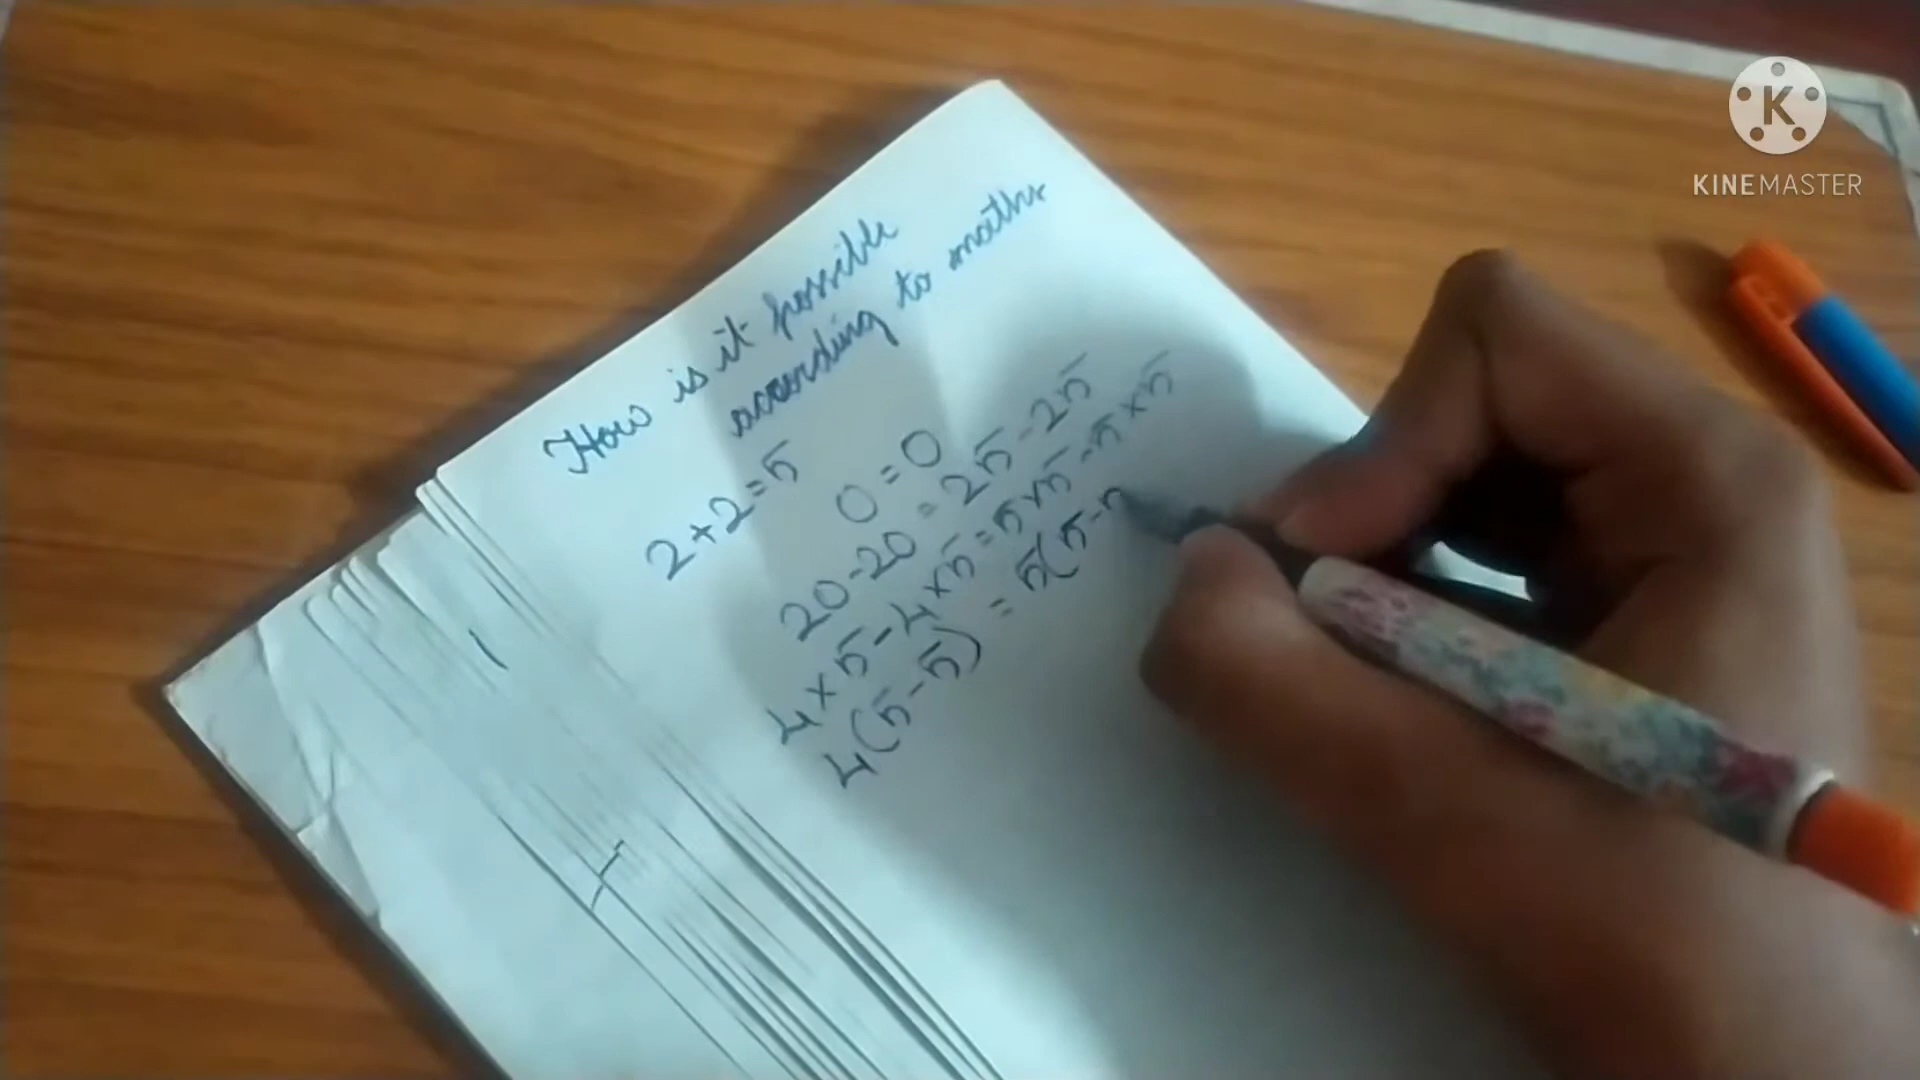 How is it possible
according to maths
2+2=5
0=0
20-20=25-25
4×5-4×5=5×5-5×5
4(5-5)=5(5-5
K
KINEMASTER